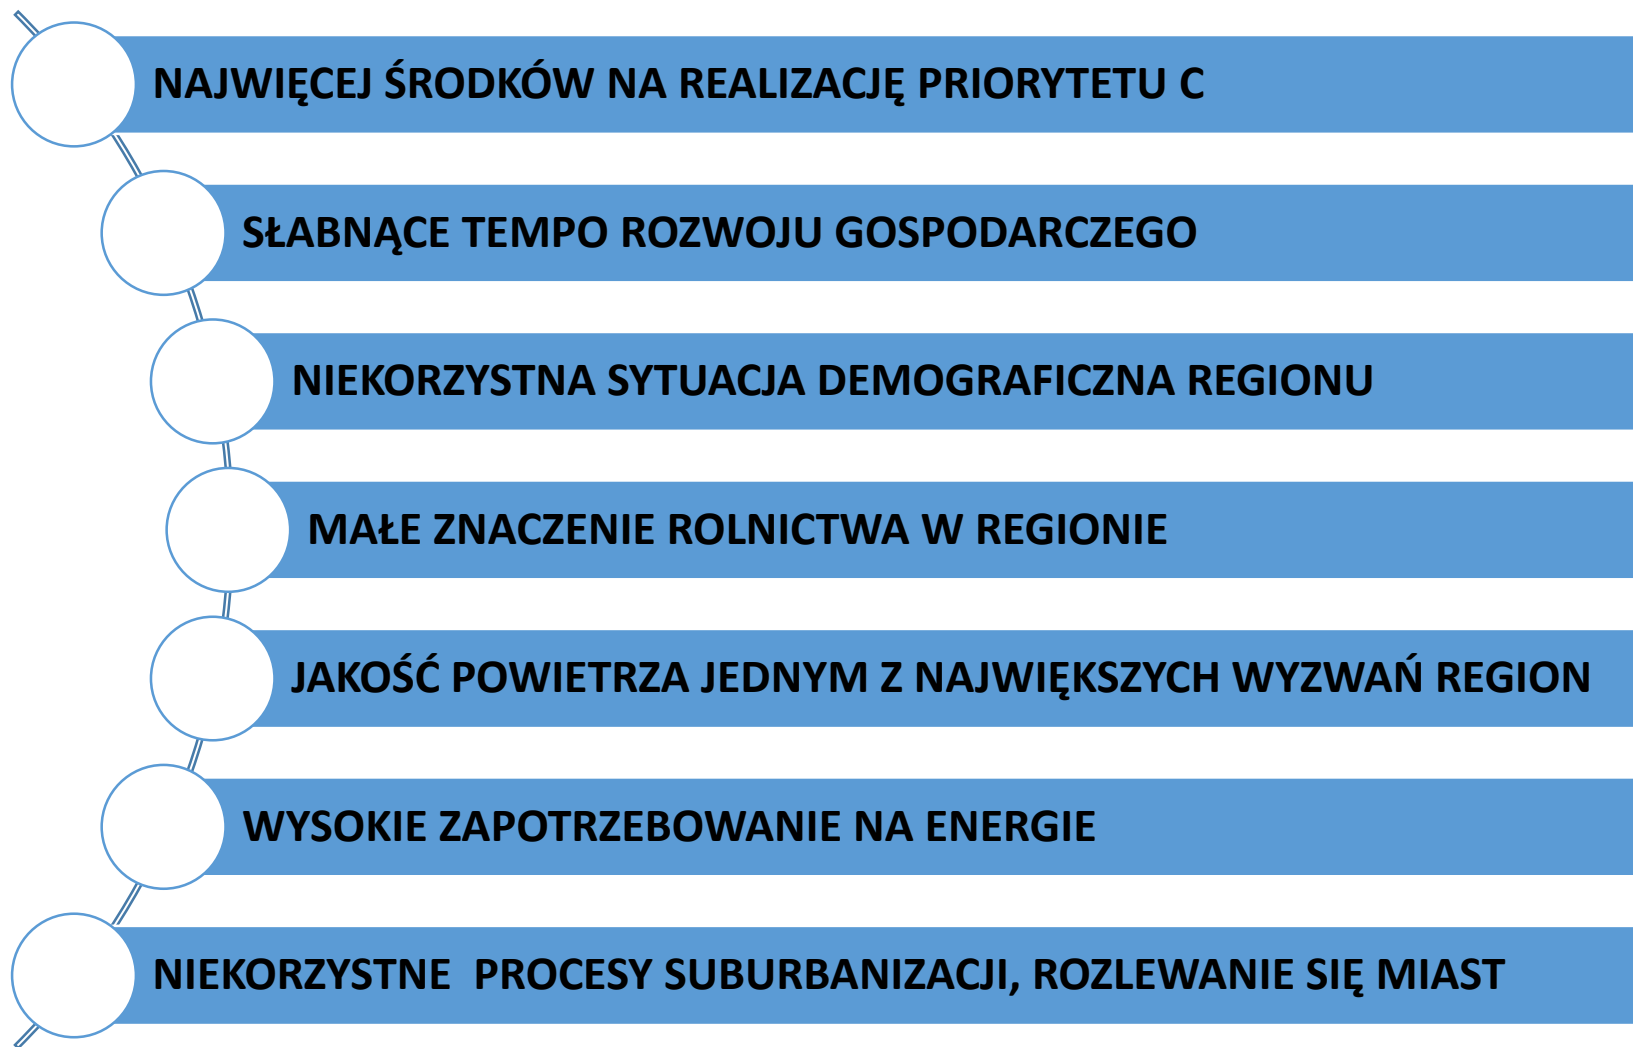 NAJWIĘCEJ ŚRODKÓW NA REALIZACJĘ PRIORYTETU C
SŁABNĄCE TEMPO ROZWOJU GOSPODARCZEGO
NIEKORZYSTNA SYTUACJA DEMOGRAFICZNA REGIONU
MAŁE ZNACZENIE ROLNICTWA W REGIONIE
JAKOŚĆ POWIETRZA JEDNYM Z NAJWIĘKSZYCH WYZWAŃ REGION
WYSOKIE ZAPOTRZEBOWANIE NA ENERGIE
NIEKORZYSTNE  PROCESY SUBURBANIZACJI, ROZLEWANIE SIĘ MIAST